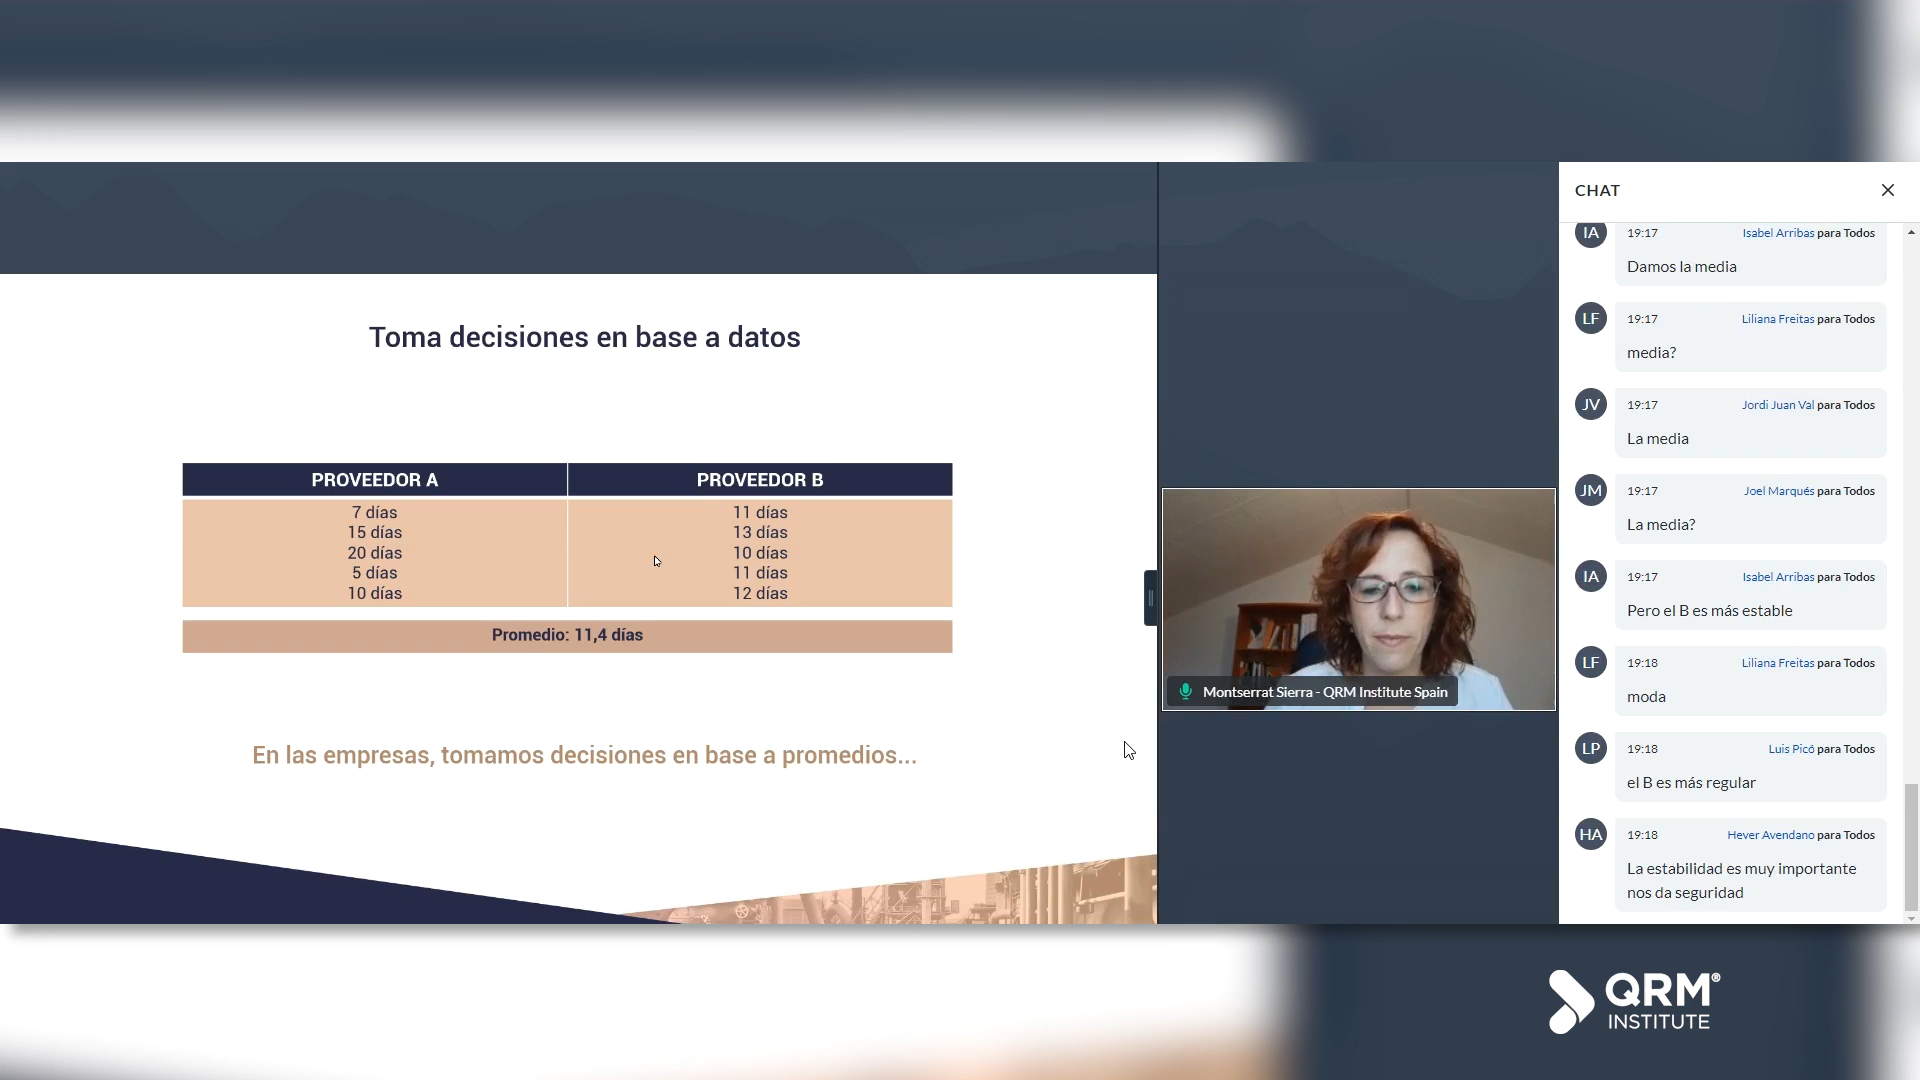 Toma decisiones en base a datos
PROVEEDOR A
PROVEEDOR B
7 días
11 días
15 días
13 días
20 días
10 días
5 días
11 días
10 días
12 días
Promedio: 11,4 días
En las empresas, tomamos decisiones en base a promedios...
Montserrat Sierra - QRM Institute Spain
CHAT
IA
19:17
Isabel Arribas para Todos
Damos la media
LF
19:17
Liliana Freitas para Todos
media?
JV
19:17
Jordi Juan Val para Todos
La media
JM
19:17
Joel Marqués para Todos
La media?
IA
19:17
Isabel Arribas para Todos
Pero el B es más estable
LF
19:18
Liliana Freitas para Todos
moda
LP
19:18
Luis Picó para Todos
el B es más regular
HA
19:18
Hever Avendano para Todos
La estabilidad es muy importante
nos da seguridad
QRM®
INSTITUTE